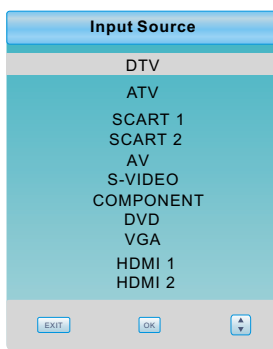 Input Source
DTV
ATV
SCART 1
SCART 2
AV
S-VIDEO
COMPONENT
DVD
VGA
HDMI 1
HDMI 2
EXIT OK